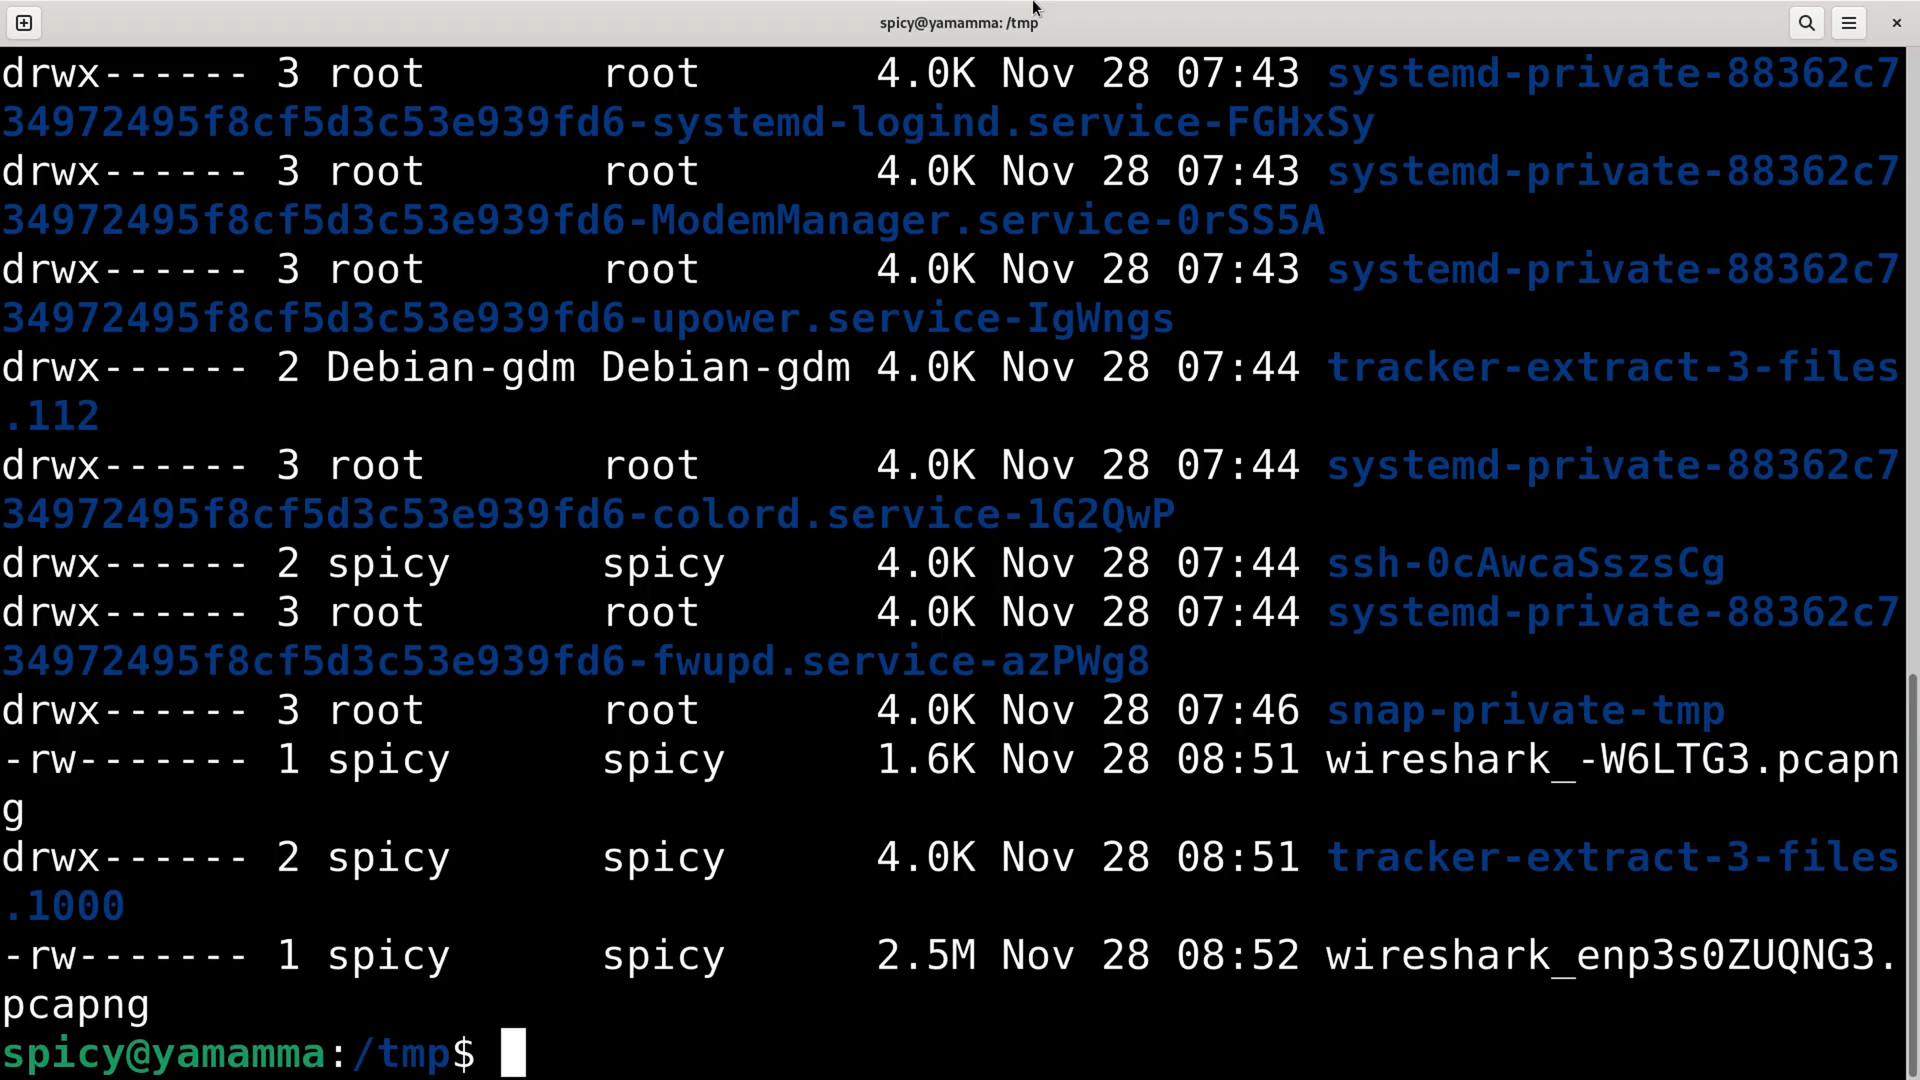 spicy@yamamma: /tmp
drwx------ 3 root       root       4.0K Nov 28 07:43 systemd-private-88362c7
34972495f8cf5d3c53e939fd6-systemd-logind.service-FGHxSy
drwx------ 3 root       root       4.0K Nov 28 07:43 systemd-private-88362c7
34972495f8cf5d3c53e939fd6-ModemManager.service-0rSS5A
drwx------ 3 root       root       4.0K Nov 28 07:43 systemd-private-88362c7
34972495f8cf5d3c53e939fd6-upower.service-IgWngs
drwx------ 2 Debian-gdm Debian-gdm 4.0K Nov 28 07:44 tracker-extract-3-files
.112
drwx------ 3 root       root       4.0K Nov 28 07:44 systemd-private-88362c7
34972495f8cf5d3c53e939fd6-colord.service-1G2QwP
drwx------ 2 spicy      spicy      4.0K Nov 28 07:44 ssh-0cAwcaSszsCg
drwx------ 3 root       root       4.0K Nov 28 07:44 systemd-private-88362c7
34972495f8cf5d3c53e939fd6-fwupd.service-azPWg8
drwx------ 3 root       root       4.0K Nov 28 07:46 snap-private-tmp
-rw------- 1 spicy      spicy      1.6K Nov 28 08:51 wireshark_-W6LTG3.pcapn
g
drwx------ 2 spicy      spicy      4.0K Nov 28 08:51 tracker-extract-3-files
.1000
-rw------- 1 spicy      spicy      2.5M Nov 28 08:52 wireshark_enp3s0ZUQNG3.
pcapng
spicy@yamamma:/tmp$